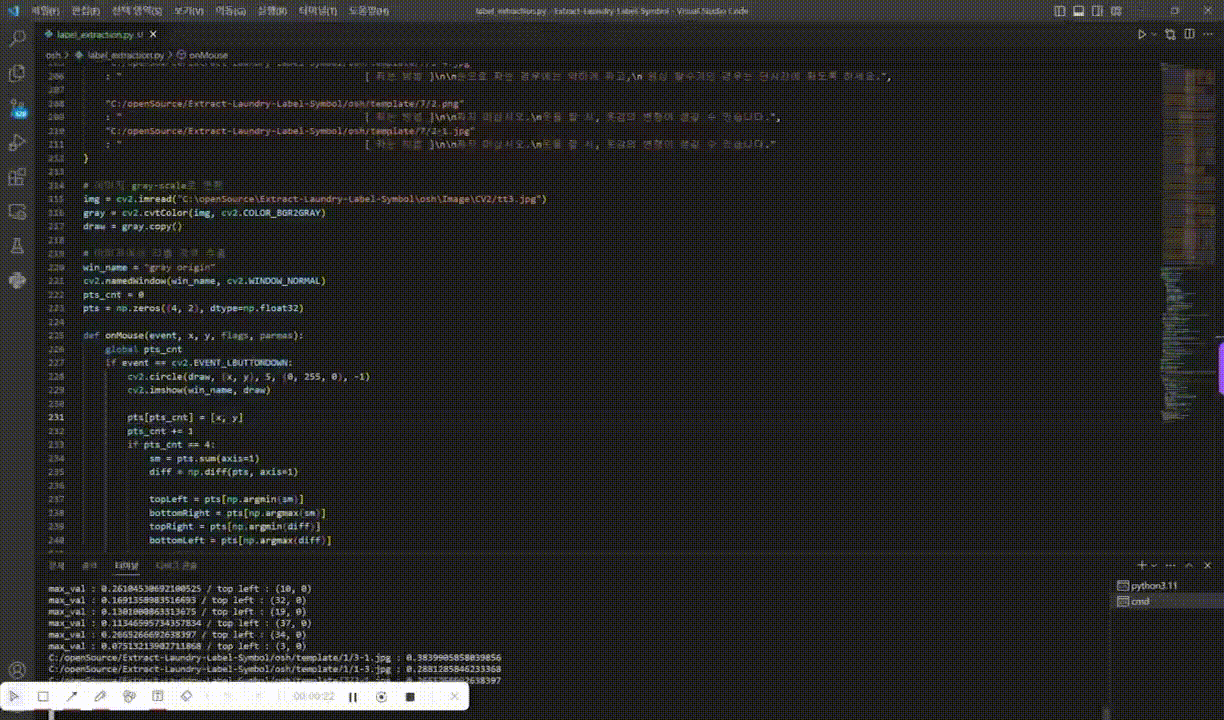 파일(F) 편집(E) 선택 영역(S) 보기(V) 이동(G) 실행(R) 터미널(T) 도움말(H) label_extraction.py - Extract-Laundry-Label-Symbol - Visual Studio Code
label_extraction.py U
osh > label_extraction.py > onMouse
206 : " [ 짜는 방법 ]\n\n손으로 짜는 경우에는 약하게 짜고,\n 원심 탈수기인 경우는 단시간에 짜도록 하세요.",
207
208 "C:/openSource/Extract-Laundry-Label-Symbol/osh/template/7/2.png"
209 : " [ 짜는 방법 ]\n\n짜지 마십시오.\n옷을 짤 시, 옷감의 변형이 생길 수 있습니다.",
210 "C:/openSource/Extract-Laundry-Label-Symbol/osh/template/7/2-1.jpg"
211 : " [ 짜는 방법 ]\n\n짜지 마십시오.\n옷을 짤 시, 옷감의 변형이 생길 수 있습니다."
212 }
213
214 # 이미지 gray-scale로 변환
215 img = cv2.imread("C:\openSource\Extract-Laundry-Label-Symbol\osh\Image\CV2/tt3.jpg")
216 gray = cv2.cvtColor(img, cv2.COLOR_BGR2GRAY)
217 draw = gray.copy()
218
219 #
220 win_name = "gray origin"
221 cv2.namedWindow(win_name, cv2.WINDOW_NORMAL)
222 pts_cnt = 0
223 pts = np.zeros((4, 2), dtype=np.float32)
224
225 def onMouse(event, x, y, flags, parmas):
226 global pts_cnt
227 if event == cv2.EVENT_LBUTTONDOWN:
228 cv2.circle(draw, (x, y), 5, (0, 255, 0), -1)
229 cv2.imshow(win_name, draw)
230
231 pts[pts_cnt] = [x, y]
232 pts_cnt += 1
233 if pts_cnt == 4:
234 sm = pts.sum(axis=1)
235 diff = np.diff(pts, axis=1)
236
237 topLeft = pts[np.argmin(sm)]
238 bottomRight = pts[np.argmax(sm)]
239 topRight = pts[np.argmin(diff)]
240 bottomLeft = pts[np.argmax(diff)]
문제 출력 터미널 디버그 콘솔
max_val : 0.26104530692100525 / top left : (10, 0)
max_val : 0.1691358983516693 / top left : (32, 0)
max_val : 0.1301000863313675 / top left : (19, 0)
max_val : 0.11346595734357834 / top left : (37, 0)
max_val : 0.2665266692638397 / top left : (34, 0)
max_val : 0.07513213902711868 / top left : (3, 0)
C:/openSource/Extract-Laundry-Label-Symbol/osh/template/1/3-1.jpg : 0.3839905858039856
C:/openSource/Extract-Laundry-Label-Symbol/osh/template/1/1-3.jpg : 0.2881285846233368
python3.11
cmd
00:00:22